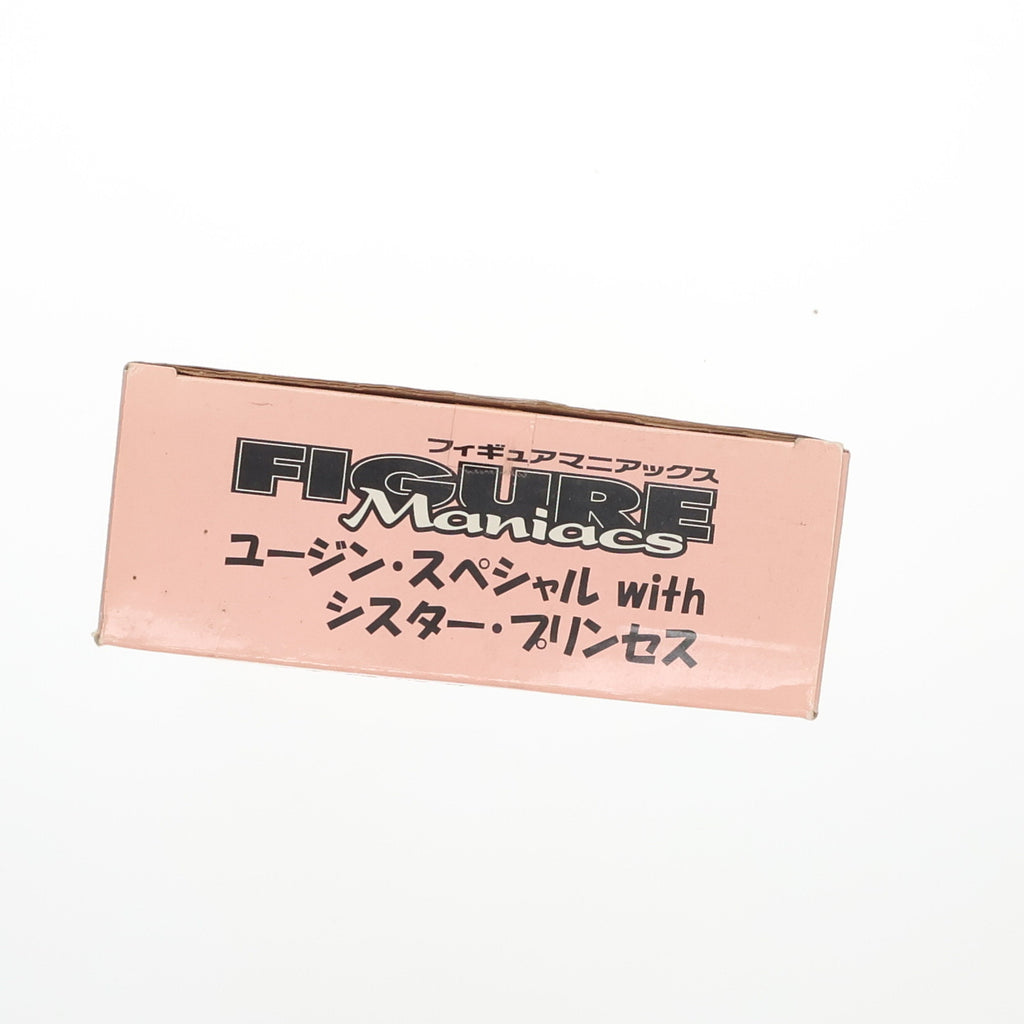 フィギュアマニアックス
FIGURE
Maniacs
ユージン・スペシャル with
シスター・プリンセス